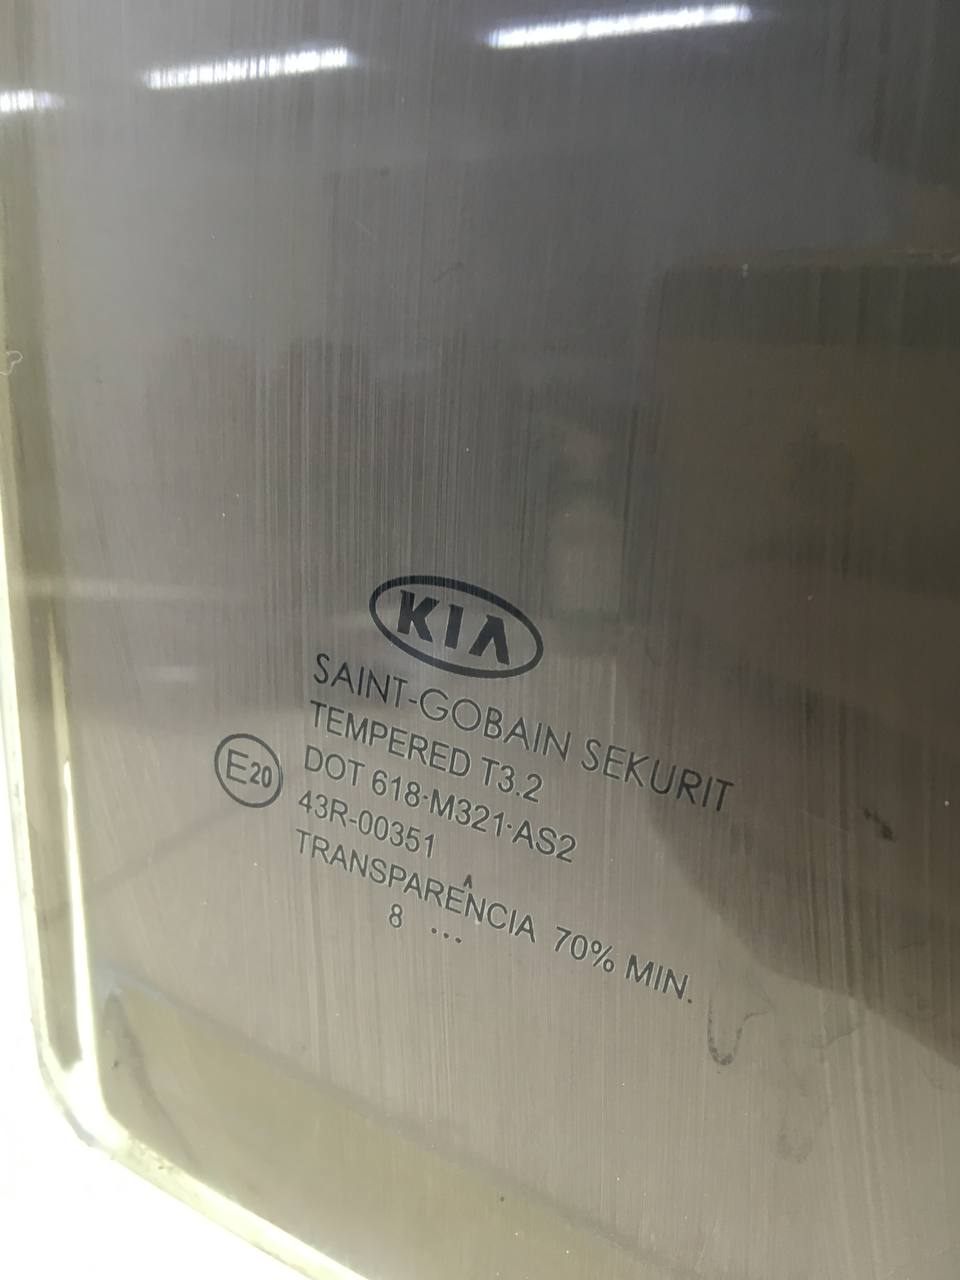 KIA
SAINT-GOBAIN SEKURIT
TEMPERED T3.2
E20
DOT 618·M321·AS2
43R-00351
TRANSPARÊNCIA 70% MIN.
8 ...